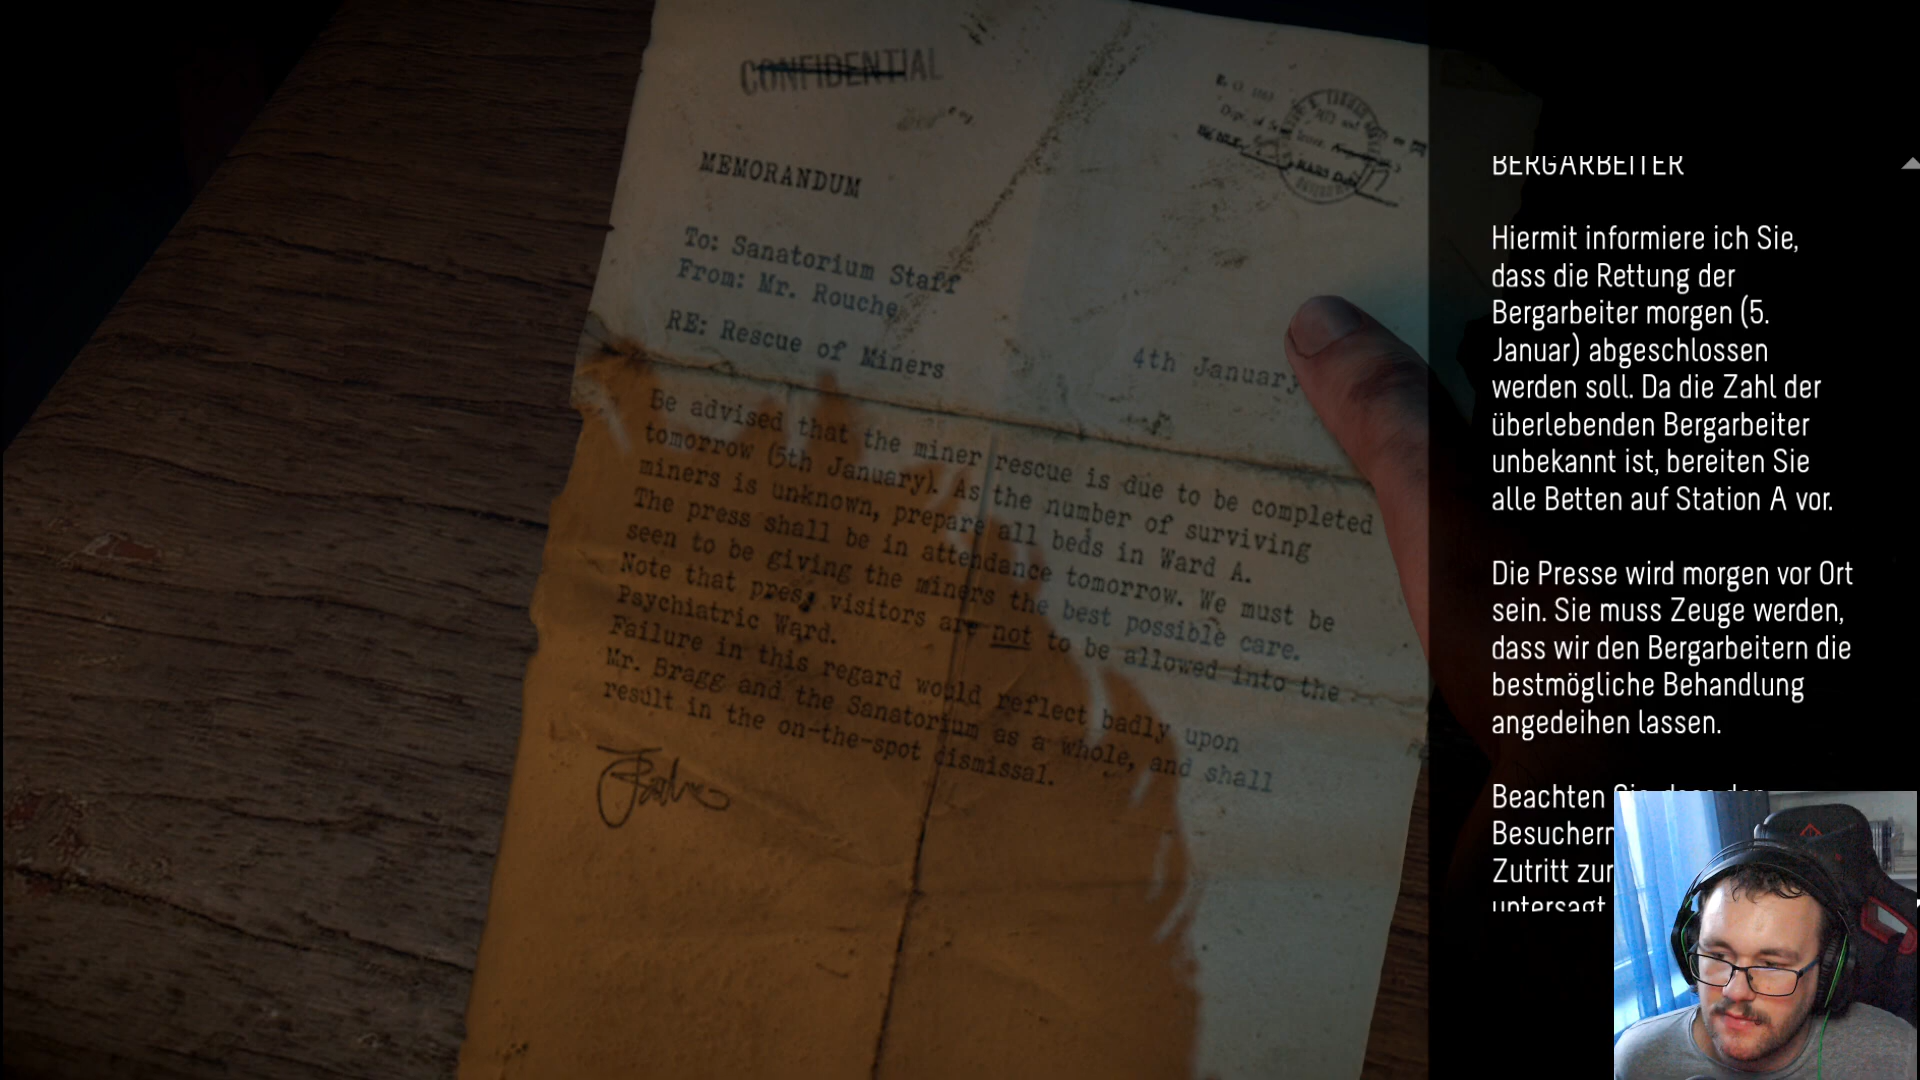 CONFIDENTIAL
MEMORANDUM
To: Sanatorium Staff
From: Mr. Rouche
RE: Rescue of Miners
4th January
Be advised that the miner rescue is due to be completed
tomorrow (5th January). As the number of surviving
miners is unknown, prepare all beds in Ward A.
The press shall be in attendance tomorrow. We must be
seen to be giving the miners the best possible care.
Note that press visitors are not to be allowed into the
Psychiatric Ward.
Failure in this regard would reflect badly upon
Mr. Bragg and the Sanatorium as a whole, and shall
result in the on-the-spot dismissal.
BERGARBEITER
Hiermit informiere ich Sie,
dass die Rettung der
Bergarbeiter morgen (5.
Januar) abgeschlossen
werden soll. Da die Zahl der
überlebenden Bergarbeiter
unbekannt ist, bereiten Sie
alle Betten auf Station A vor.
Die Presse wird morgen vor Ort
sein. Sie muss Zeuge werden,
dass wir den Bergarbeitern die
bestmögliche Behandlung
angedeihen lassen.
Beachten Sie, dass den
Besuchern
Zutritt zur
untersagt